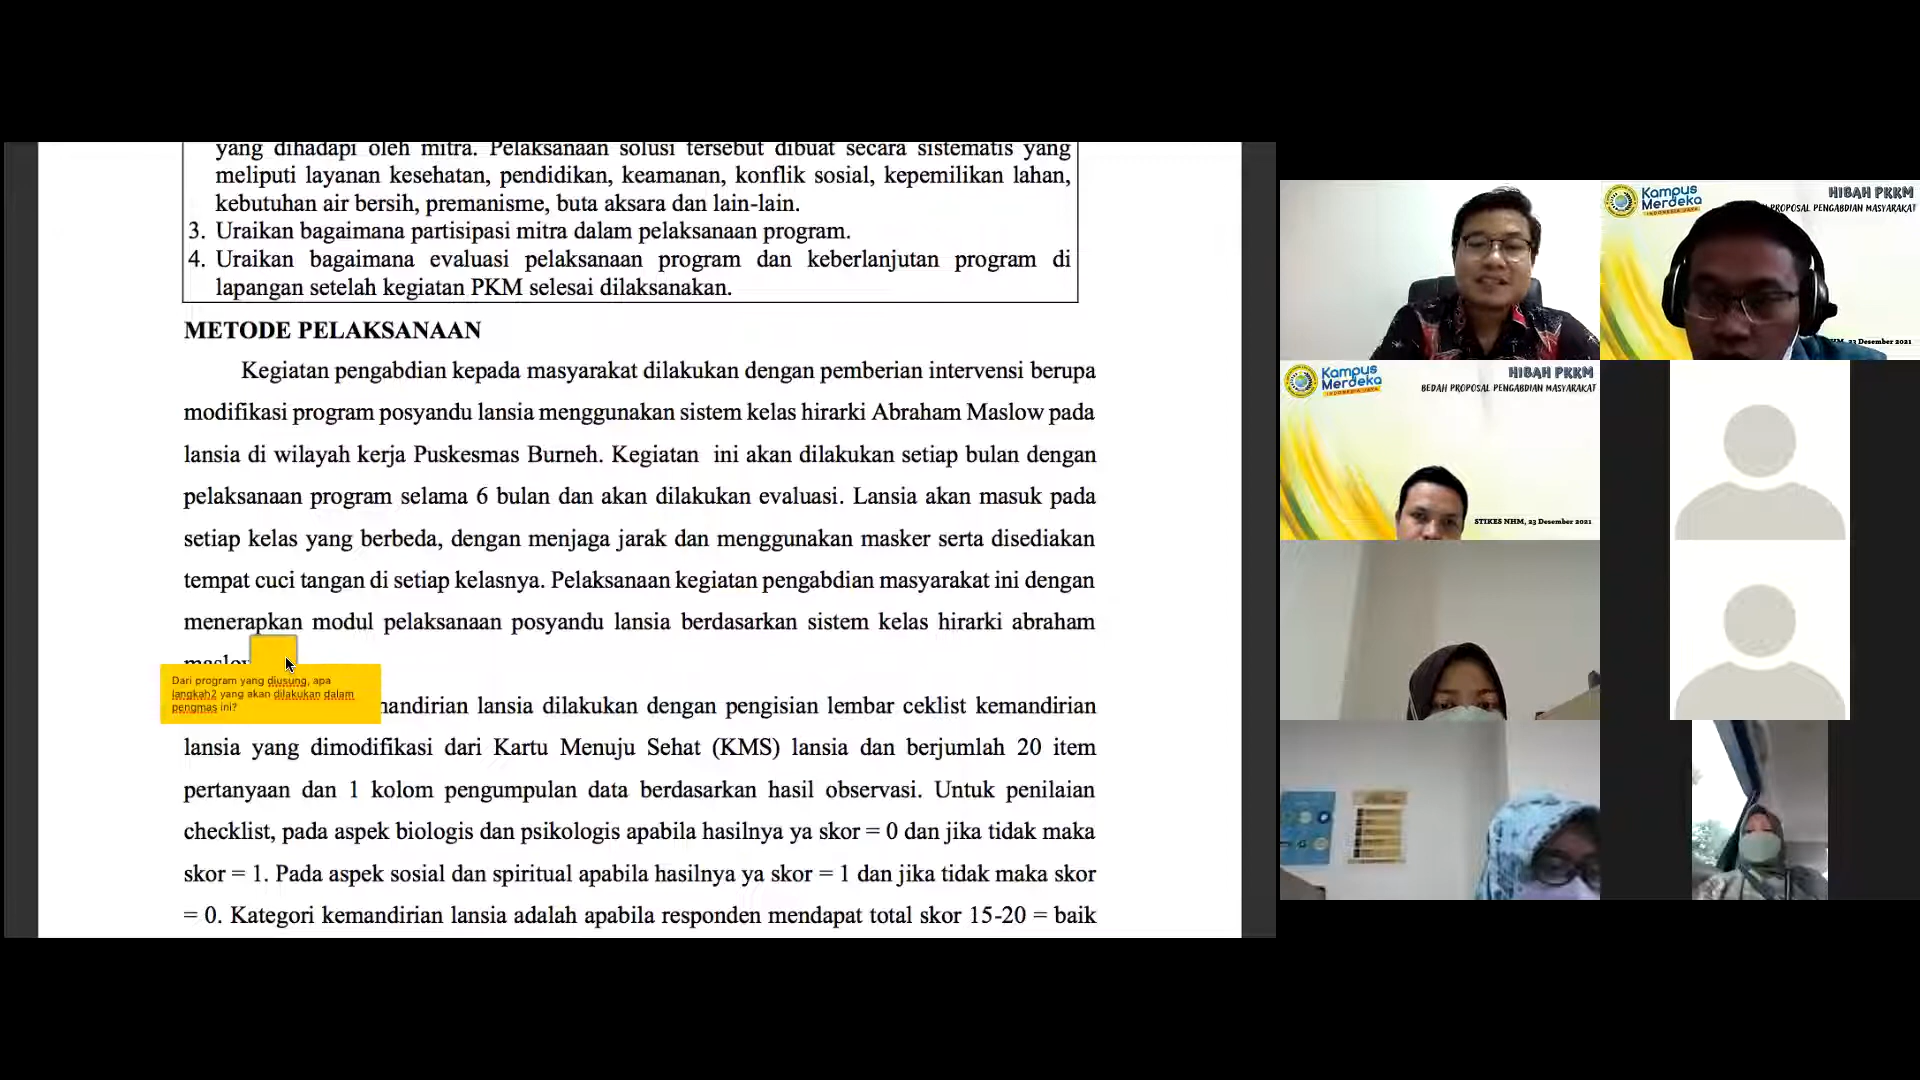 yang dihadapi oleh mitra. Pelaksanaan solusi tersebut dibuat secara sistematis yang
meliputi layanan kesehatan, pendidikan, keamanan, konflik sosial, kepemilikan lahan,
kebutuhan air bersih, premanisme, buta aksara dan lain-lain.
3. Uraikan bagaimana partisipasi mitra dalam pelaksanaan program.
4. Uraikan bagaimana evaluasi pelaksanaan program dan keberlanjutan program di
lapangan setelah kegiatan PKM selesai dilaksanakan.
METODE PELAKSANAAN
Kegiatan pengabdian kepada masyarakat dilakukan dengan pemberian intervensi berupa
modifikasi program posyandu lansia menggunakan sistem kelas hirarki Abraham Maslow pada
lansia di wilayah kerja Puskesmas Burneh. Kegiatan ini akan dilakukan setiap bulan dengan
pelaksanaan program selama 6 bulan dan akan dilakukan evaluasi. Lansia akan masuk pada
setiap kelas yang berbeda, dengan menjaga jarak dan menggunakan masker serta disediakan
tempat cuci tangan di setiap kelasnya. Pelaksanaan kegiatan pengabdian masyarakat ini dengan
menerapkan modul pelaksanaan posyandu lansia berdasarkan sistem kelas hirarki abraham
maslow
Dari program yang diusung, apa
langkah2 yang akan dilakukan dalam
pengmas ini?
mandirian lansia dilakukan dengan pengisian lembar ceklist kemandirian
lansia yang dimodifikasi dari Kartu Menuju Sehat (KMS) lansia dan berjumlah 20 item
pertanyaan dan 1 kolom pengumpulan data berdasarkan hasil observasi. Untuk penilaian
checklist, pada aspek biologis dan psikologis apabila hasilnya ya skor = 0 dan jika tidak maka
skor = 1. Pada aspek sosial dan spiritual apabila hasilnya ya skor = 1 dan jika tidak maka skor
= 0. Kategori kemandirian lansia adalah apabila responden mendapat total skor 15-20 = baik
Kampus
Merdeka
INDONESIA JAYA
HIBAH PKKM
PROPOSAL PENGABDIAN MASYARAKAT
23 Desember 2021
Kampus
Merdeka
INDONESIA JAYA
HIBAH PKKM
BEDAH PROPOSAL PENGABDIAN MASYARAKAT
STIKES NHM, 23 Desember 2021